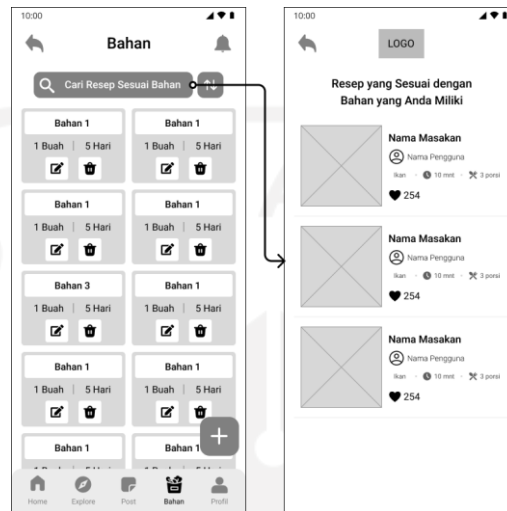 10:00
Bahan
Cari Resep Sesuai Bahan
Bahan 1
1 Buah | 5 Hari
Bahan 1
1 Buah | 5 Hari
Bahan 1
1 Buah | 5 Hari
Bahan 1
1 Buah | 5 Hari
Bahan 3
1 Buah | 5 Hari
Bahan 1
1 Buah | 5 Hari
Bahan 1
1 Buah | 5 Hari
Bahan 1
1 Buah | 5 Hari
Bahan 1
Bahan 1
Home
Explore
Post
Bahan
Profil
10:00
LOGO
Resep yang Sesuai dengan
Bahan yang Anda Miliki
Nama Masakan
Nama Pengguna
Ikan · 10 mnt · 3 porsi
254
Nama Masakan
Nama Pengguna
Ikan · 10 mnt · 3 porsi
254
Nama Masakan
Nama Pengguna
Ikan · 10 mnt · 3 porsi
254